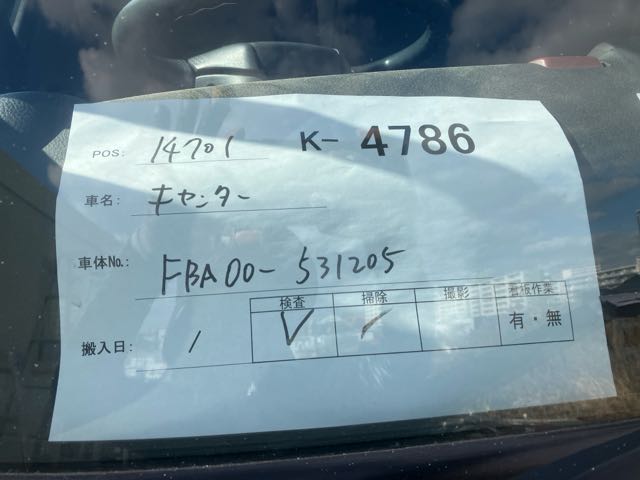 POS: 14701 K- 4786
車名: キャンター
車体No.: FBA00-531205
検査 掃除 撮影 看板作業
搬入日: / ✓ / 有・無